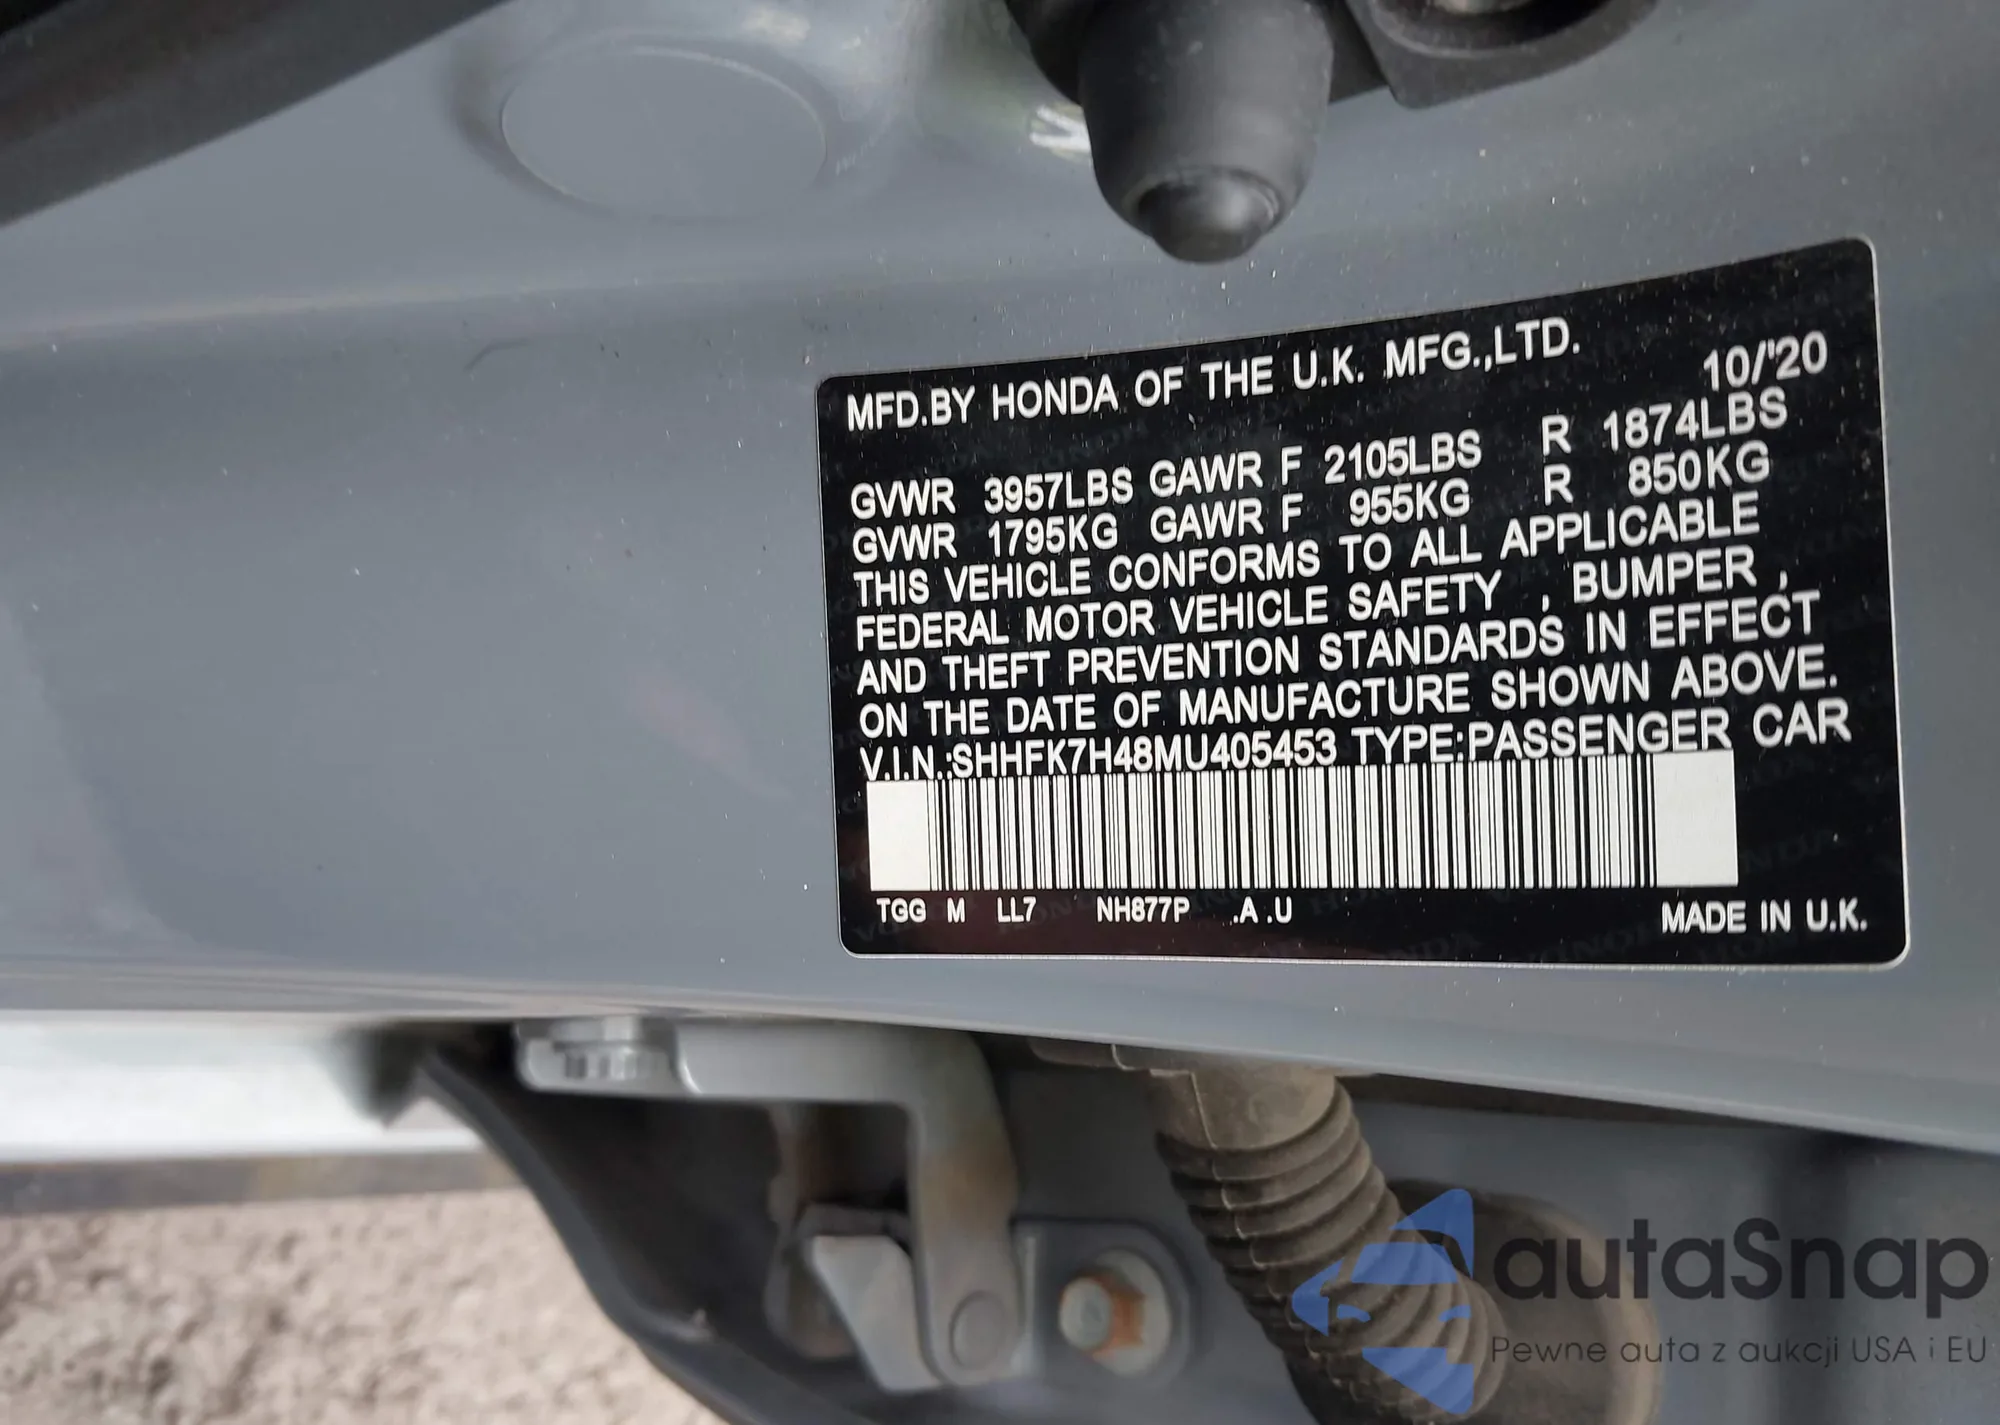 MFD.BY HONDA OF THE U.K. MFG.,LTD.
10/'20
GVWR 3957LBS GAWR F 2105LBS R 1874LBS
GVWR 1795KG GAWR F 955KG R 850KG
THIS VEHICLE CONFORMS TO ALL APPLICABLE
FEDERAL MOTOR VEHICLE SAFETY , BUMPER ,
AND THEFT PREVENTION STANDARDS IN EFFECT
ON THE DATE OF MANUFACTURE SHOWN ABOVE.
V.I.N.:SHHFK7H48MU405453 TYPE:PASSENGER CAR
TGG M LL7 NH877P .A .U MADE IN U.K.
autaSnap
Pewne auta z aukcji USA i EU